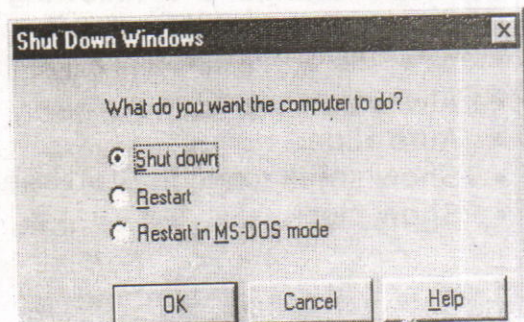 Shut Down Windows
What do you want the computer to do?
Shut down
Restart
Restart in MS-DOS mode
OK Cancel Help